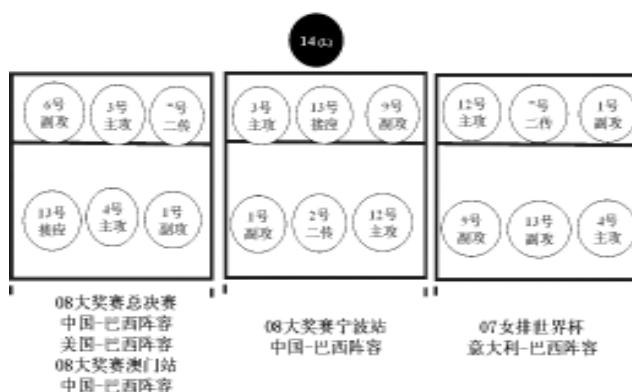 14(L)
6号 3号 "号
副攻 主攻 二传
13号 4号 1号
接应 主攻 副攻
3号 13号 9号
主攻 接应 副攻
1号 2号 12号
副攻 二传 主攻
12号 "号 1号
主攻 二传 副攻
9号 13号 4号
副攻 副攻 主攻
08大奖赛总决赛
中国-巴西阵容
美国-巴西阵容
08大奖赛澳门站
中国-巴西阵容
08大奖赛宁波站
中国-巴西阵容
07女排世界杯
意大利-巴西阵容